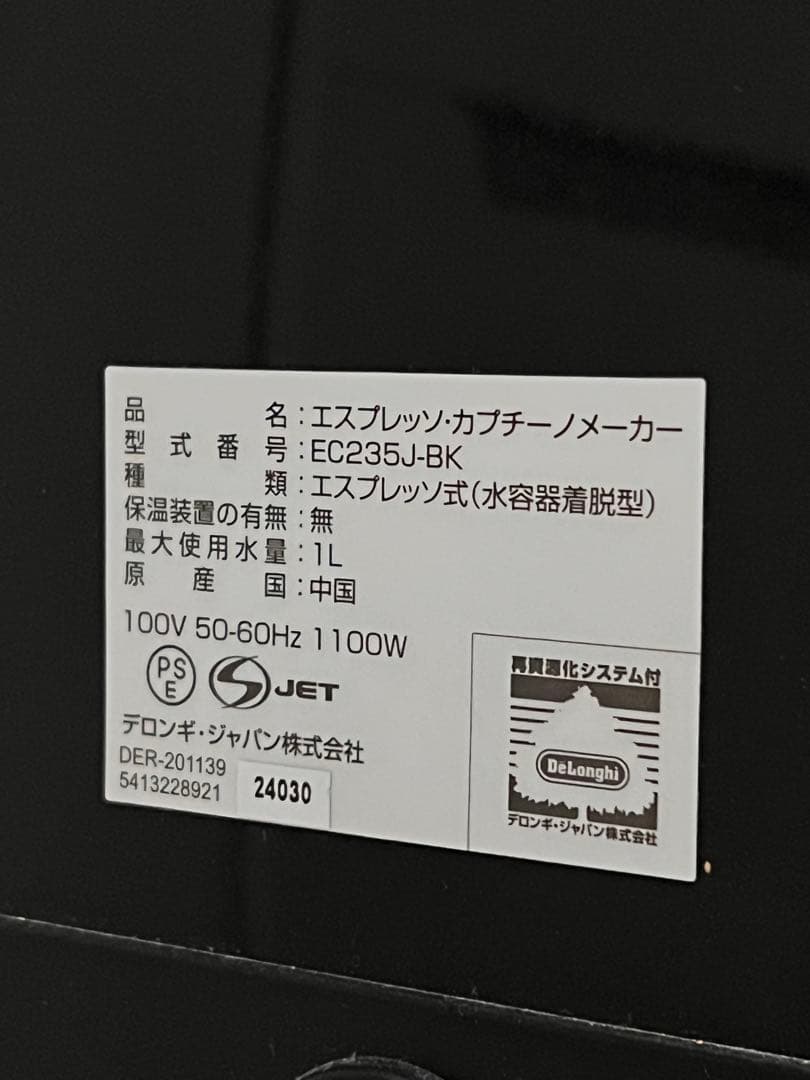 品名：エスプレッソ・カプチーノメーカー
型式番号：EC235J-BK
種類：エスプレッソ式(水容器着脱型)
保温装置の有無：無
最大使用水量：1L
原産国：中国
100V 50-60Hz 1100W
PSE S JET
デロンギ・ジャパン株式会社
DER-201139
5413228921 24030
再資源化システム付
DeLonghi
デロンギ・ジャパン株式会社